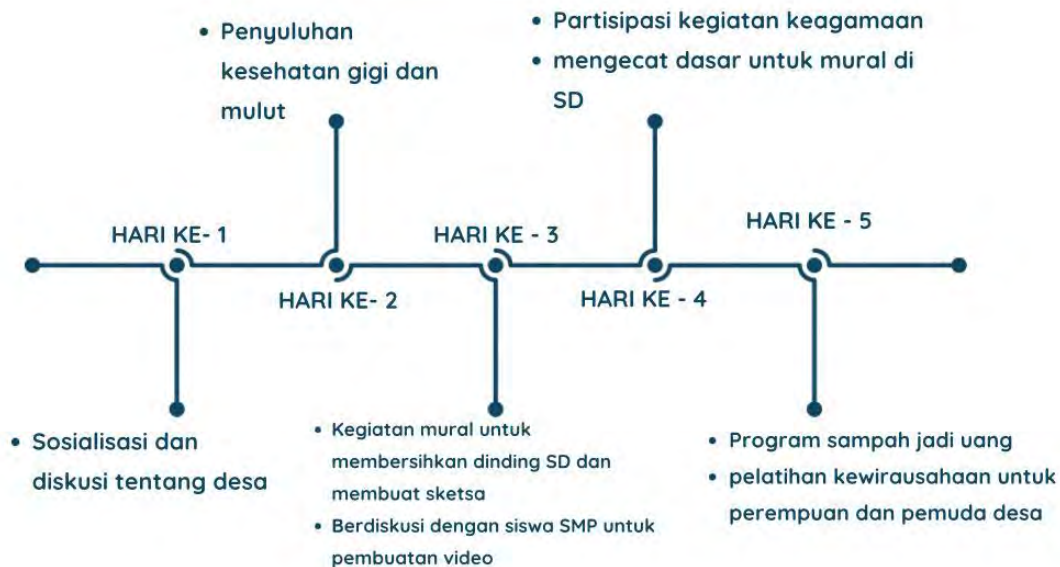 • Penyuluhan
kesehatan gigi dan
mulut
• Partisipasi kegiatan keagamaan
• mengecat dasar untuk mural di
SD
HARI KE- 1
HARI KE- 2
HARI KE - 3
HARI KE - 4
HARI KE - 5
• Sosialisasi dan
diskusi tentang desa
• Kegiatan mural untuk
membersihkan dinding SD dan
membuat sketsa
• Berdiskusi dengan siswa SMP untuk
pembuatan video
• Program sampah jadi uang
• pelatihan kewirausahaan untuk
perempuan dan pemuda desa